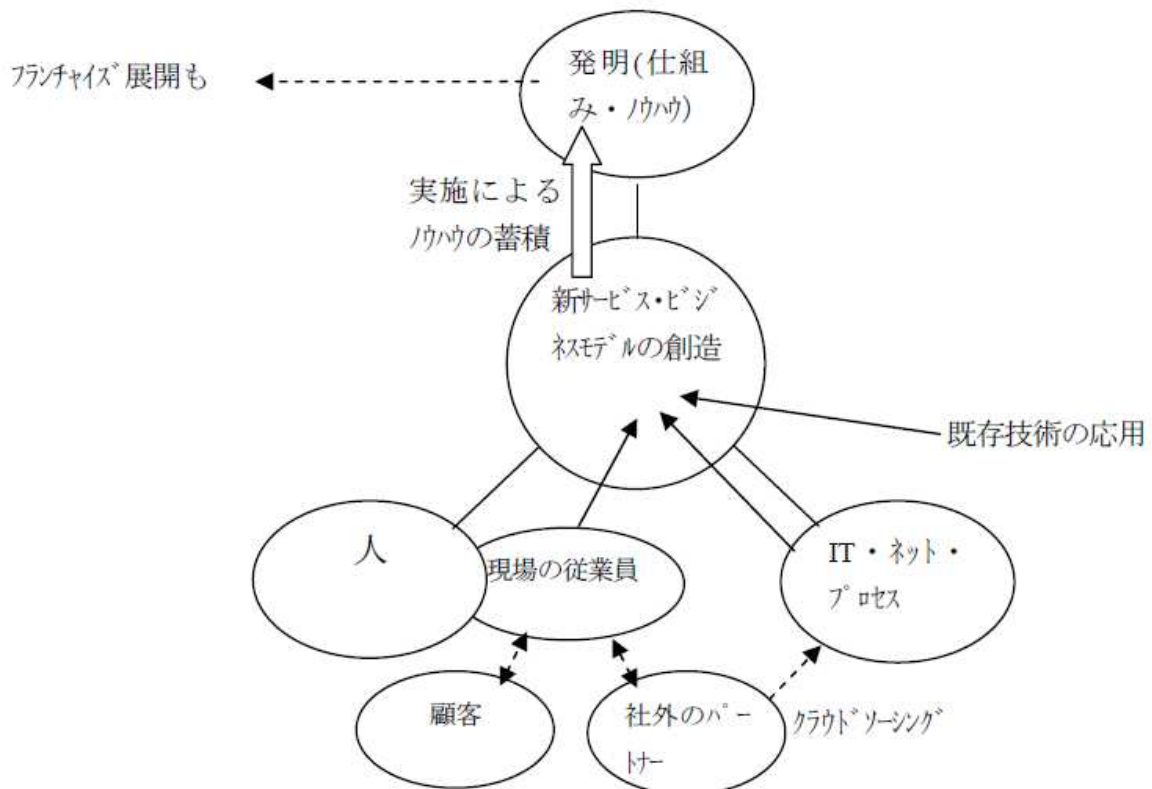 発明(仕組
み・ﾉｳﾊｳ)
ﾌﾗﾝﾁｬｲｽﾞ展開も
実施による
ﾉｳﾊｳの蓄積
新ｻｰﾋﾞｽ・ﾋﾞｼﾞ
ﾈｽﾓﾃﾞﾙの創造
既存技術の応用
人
現場の従業員
IT・ﾈｯﾄ・
ﾌﾟﾛｾｽ
顧客
社外のﾊﾟｰ
ﾄﾅｰ
ｸﾗｳﾄﾞｿｰｼﾝｸﾞ